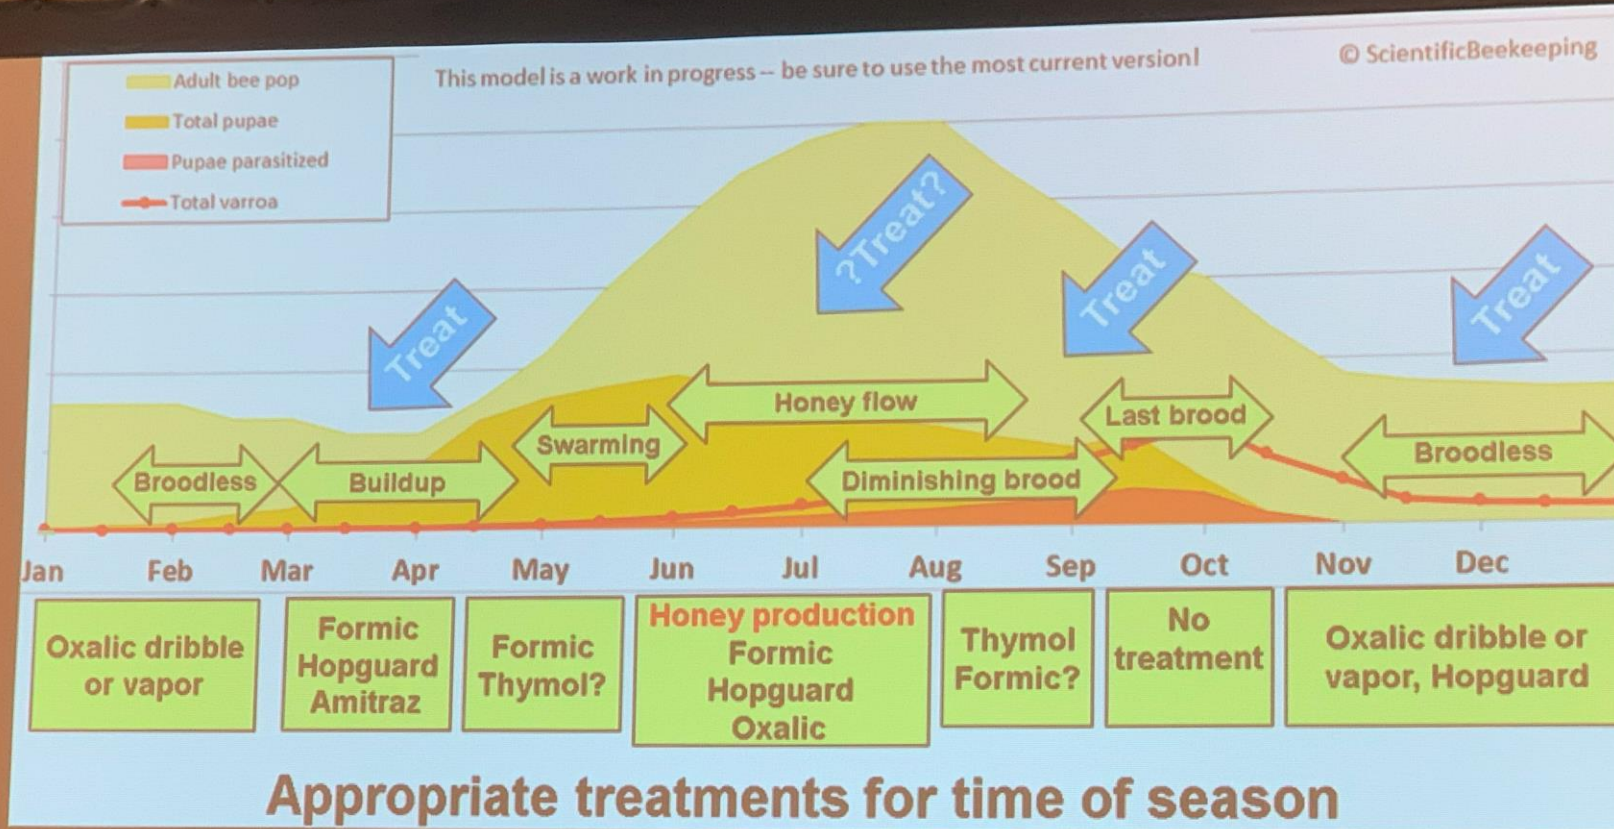 Adult bee pop
Total pupae
Pupae parasitized
Total varroa
This model is a work in progress -- be sure to use the most current version!
© ScientificBeekeeping
Treat
?Treat?
Treat
Treat
Broodless
Buildup
Swarming
Honey flow
Diminishing brood
Last brood
Broodless
Jan Feb Mar Apr May Jun Jul Aug Sep Oct Nov Dec
Oxalic dribble
or vapor
Formic
Hopguard
Amitraz
Formic
Thymol?
Honey production
Formic
Hopguard
Oxalic
Thymol
Formic?
No
treatment
Oxalic dribble or
vapor, Hopguard
Appropriate treatments for time of season